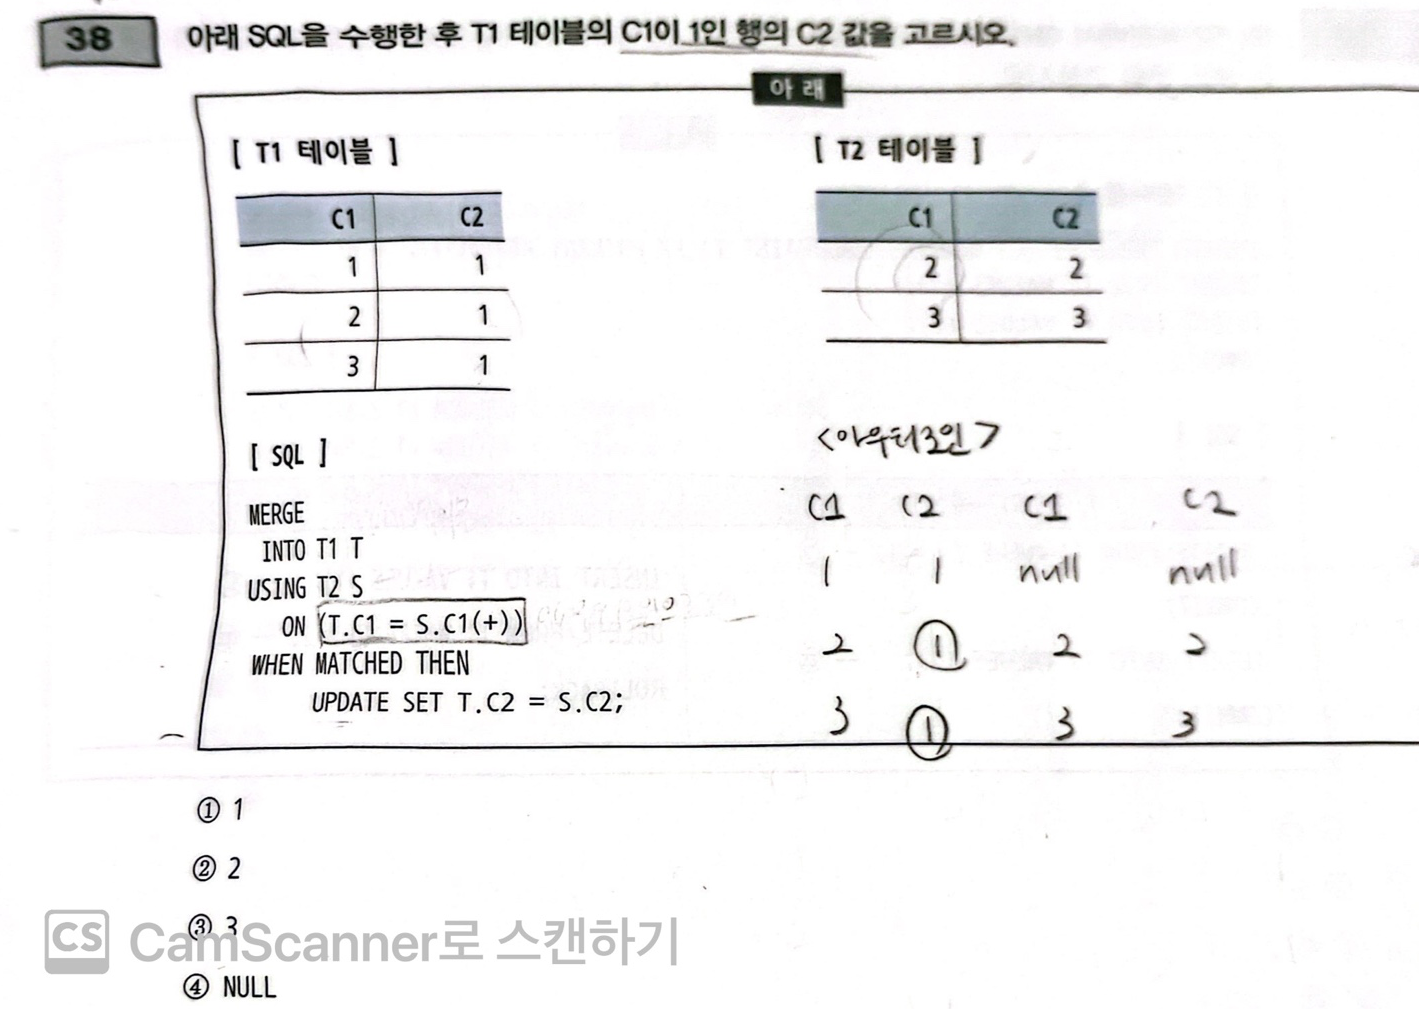 38 아래 SQL을 수행한 후 T1 테이블의 C1이 1인 행의 C2 값을 고르시오.
아래
[ T1 테이블 ]
C1 C2
1 1
2 1
3 1
[ T2 테이블 ]
C1 C2
2 2
3 3
[ SQL ]
MERGE
INTO T1 T
USING T2 S
ON (T.C1 = S.C1(+))
WHEN MATCHED THEN
UPDATE SET T.C2 = S.C2;
<아우터조인>
C1 C2 C1 C2
1 1 null null
2 1 2 2
3 1 3 3
① 1
② 2
③ 3
④ NULL
CS CamScanner로 스캔하기